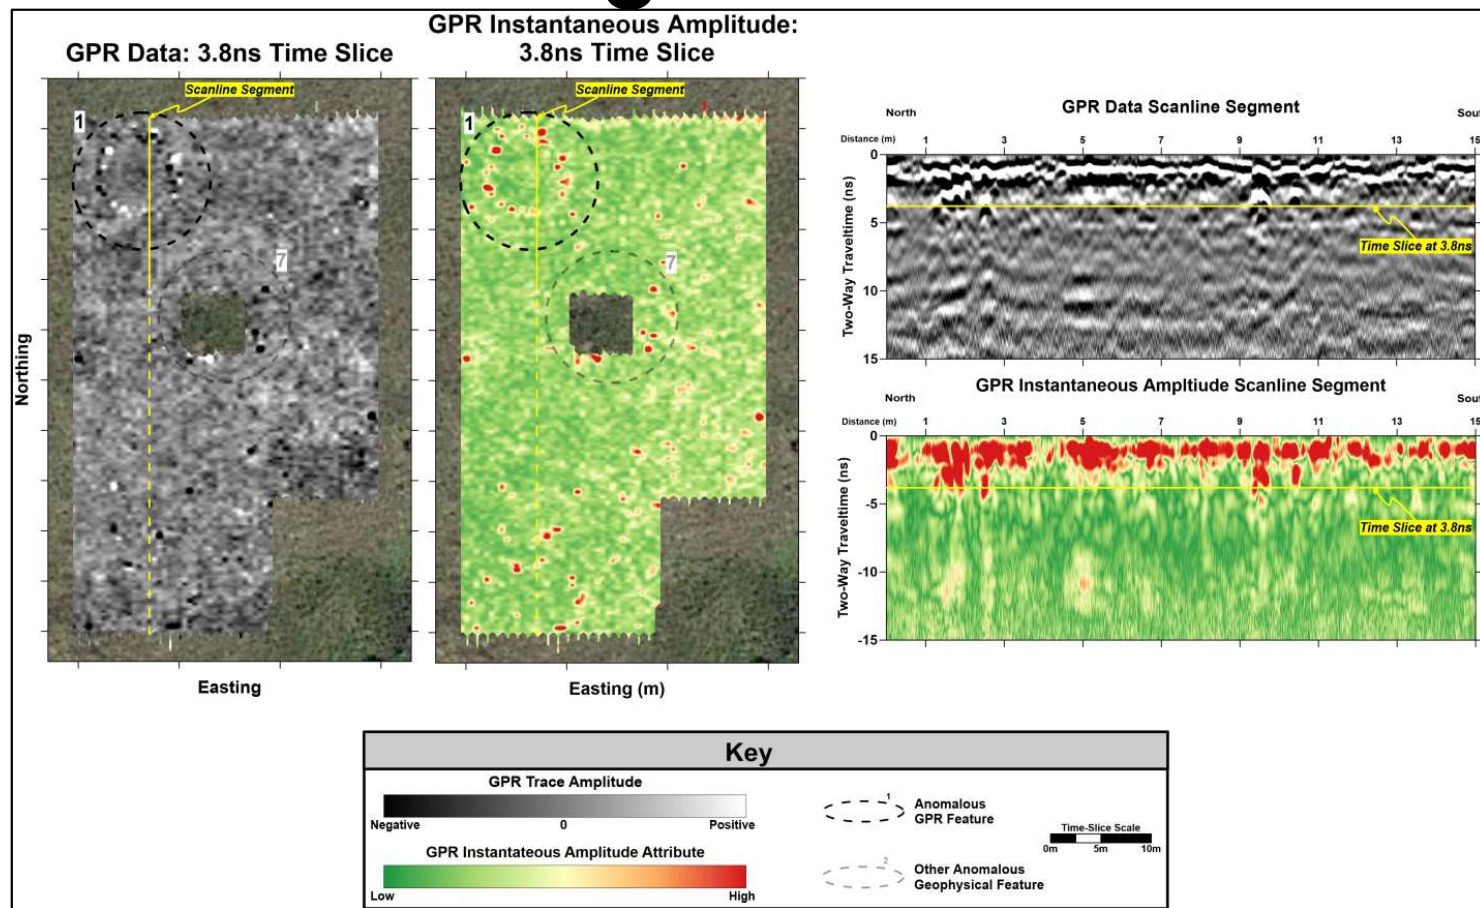 GPR Data: 3.8ns Time Slice
GPR Instantaneous Amplitude:
3.8ns Time Slice
Scanline Segment
Scanline Segment
1
7
1
7
Northing
Easting
Easting (m)
GPR Data Scanline Segment
North
Sout
Distance (m) 1 3 5 7 9 11 13 15
Two-Way Traveltime (ns)
0
5
10
15
Time Slice at 3.8ns
GPR Instantaneous Ampltiude Scanline Segment
North
Sout
Distance (m) 1 3 5 7 9 11 13 15
Two-Way Traveltime (ns)
0
-5
-10
-15
Time Slice at 3.8ns
Key
GPR Trace Amplitude
Negative 0 Positive
GPR Instantateous Amplitude Attribute
Low High
1
Anomalous
GPR Feature
2
Other Anomalous
Geophysical Feature
Time-Slice Scale
0m 5m 10m